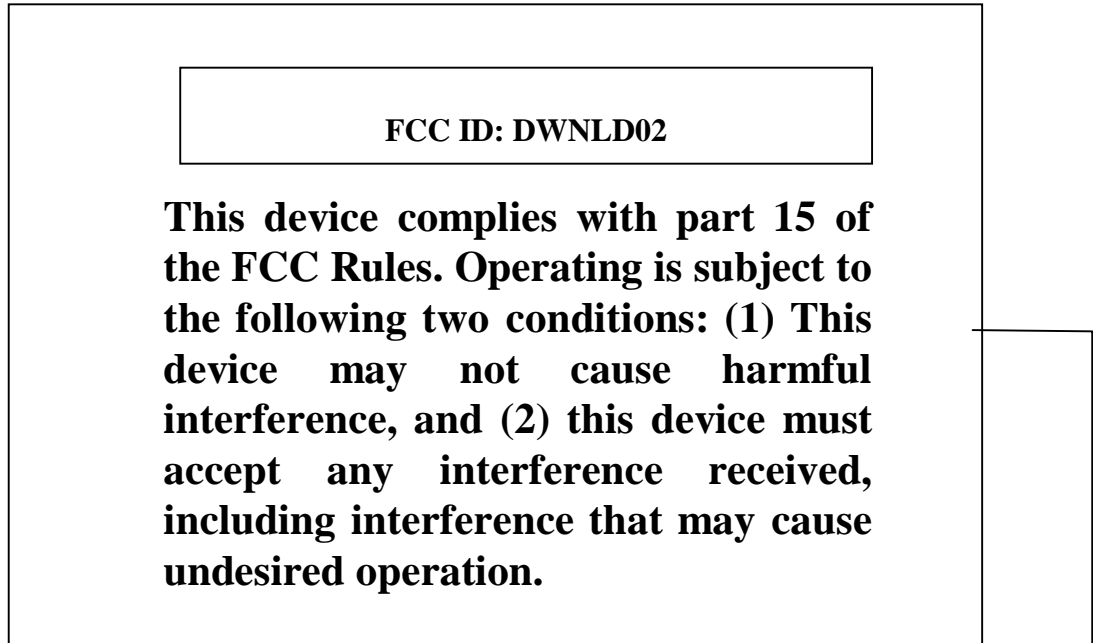 FCC ID: DWNLD02
This device complies with part 15 of
the FCC Rules. Operating is subject to
the following two conditions: (1) This
device may not cause harmful
interference, and (2) this device must
accept any interference received,
including interference that may cause
undesired operation.